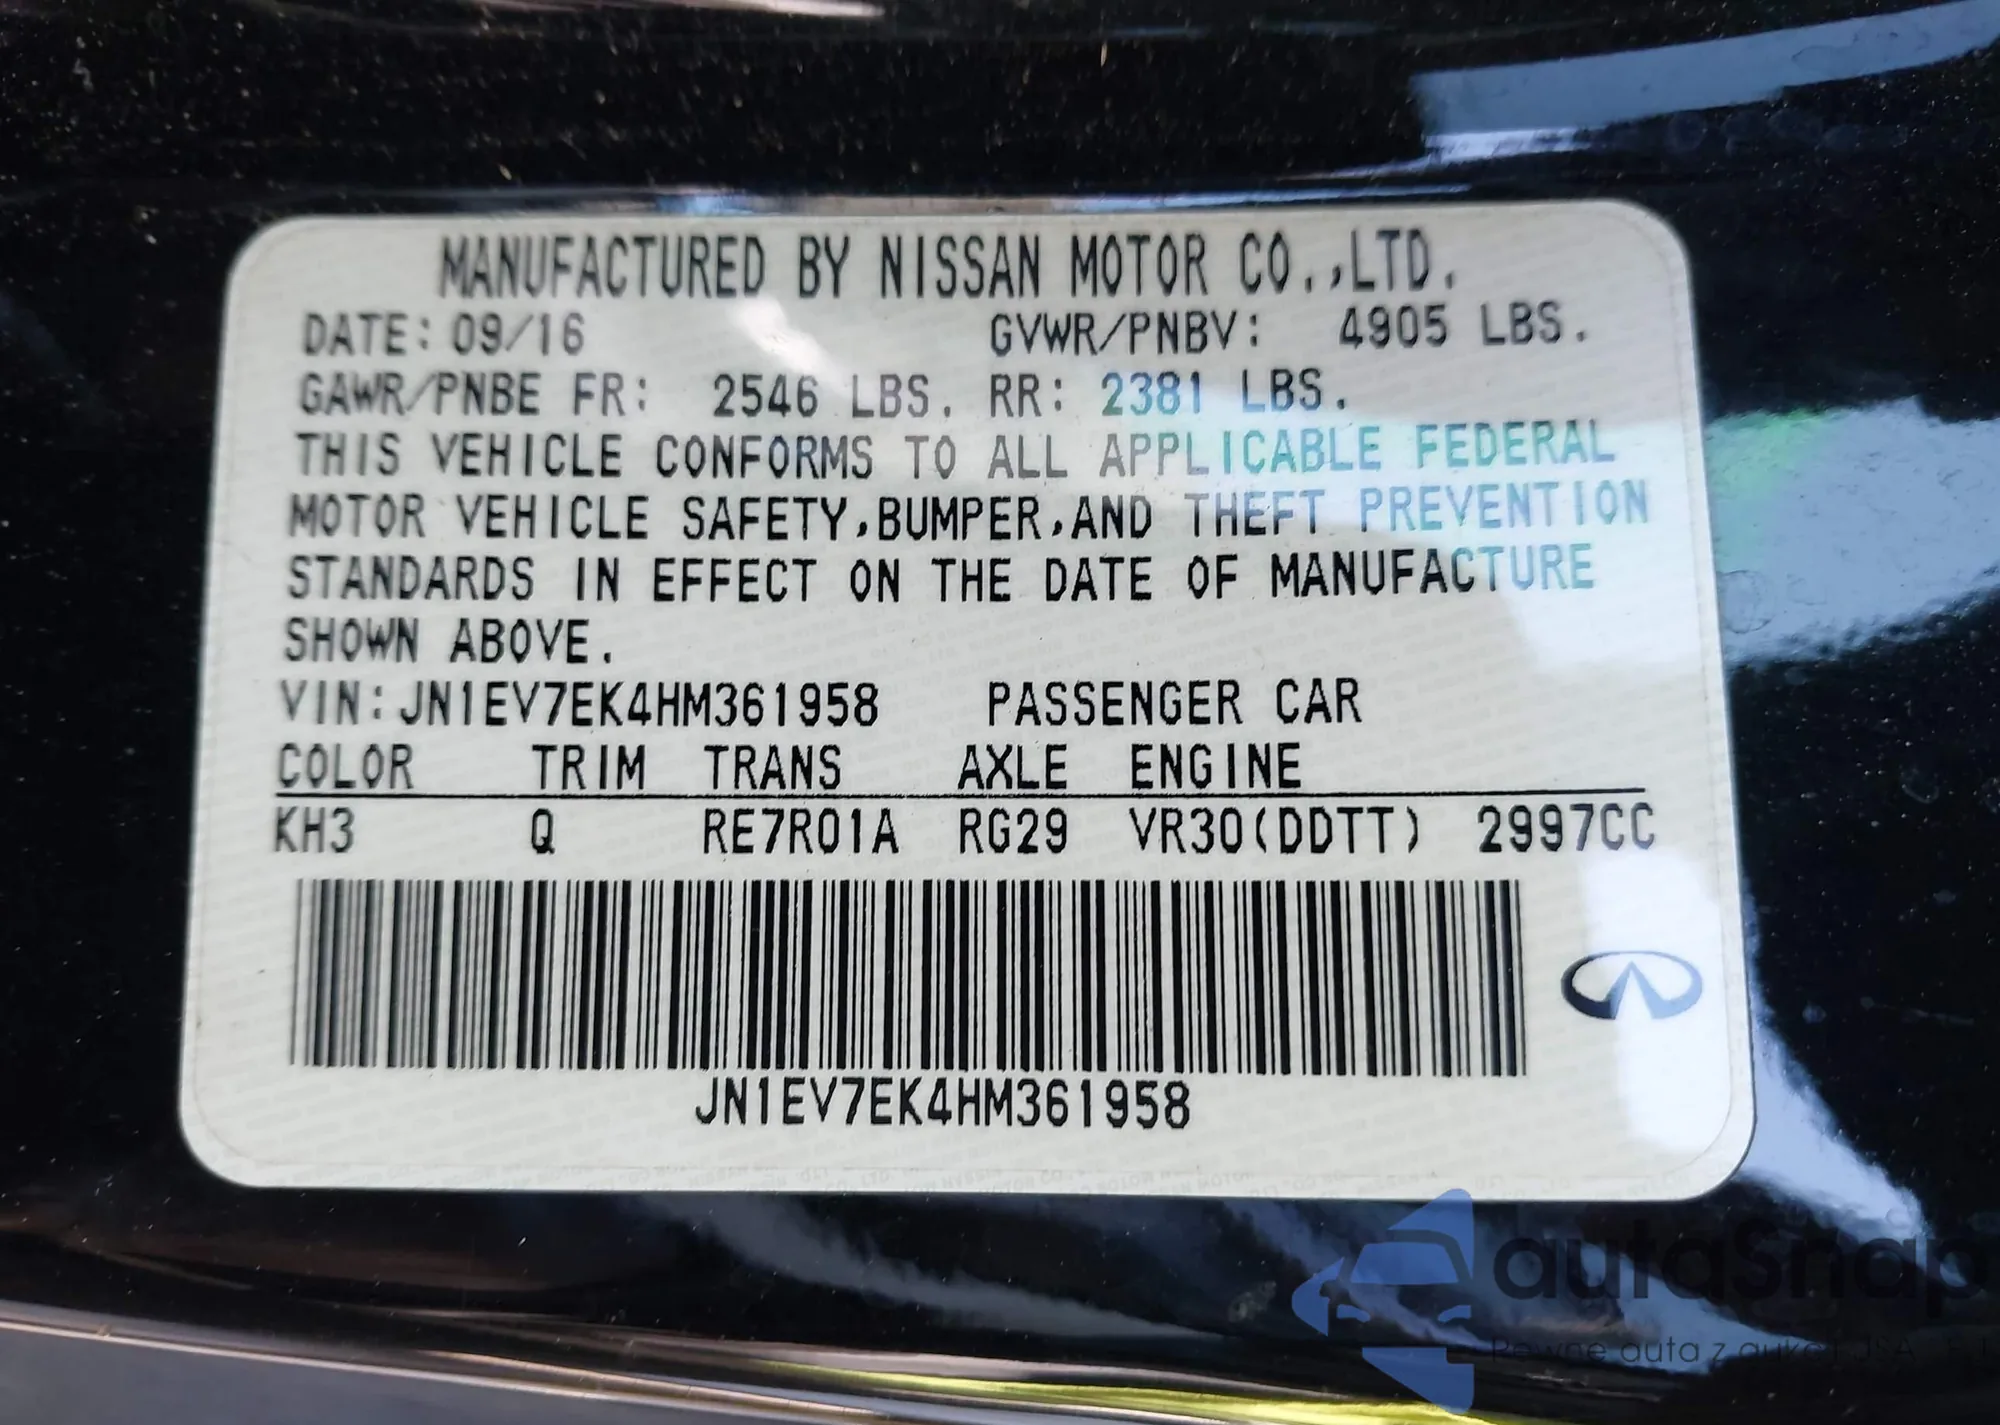 MANUFACTURED BY NISSAN MOTOR CO.,LTD.
DATE: 09/16 GVWR/PNBV: 4905 LBS.
GAWR/PNBE FR: 2546 LBS. RR: 2381 LBS.
THIS VEHICLE CONFORMS TO ALL APPLICABLE FEDERAL
MOTOR VEHICLE SAFETY,BUMPER,AND THEFT PREVENTION
STANDARDS IN EFFECT ON THE DATE OF MANUFACTURE
SHOWN ABOVE.
VIN:JN1EV7EK4HM361958 PASSENGER CAR
COLOR TRIM TRANS AXLE ENGINE
KH3 Q RE7R01A RG29 VR30(DDTT) 2997CC
JN1EV7EK4HM361958
autaSnap
Pewne auta z